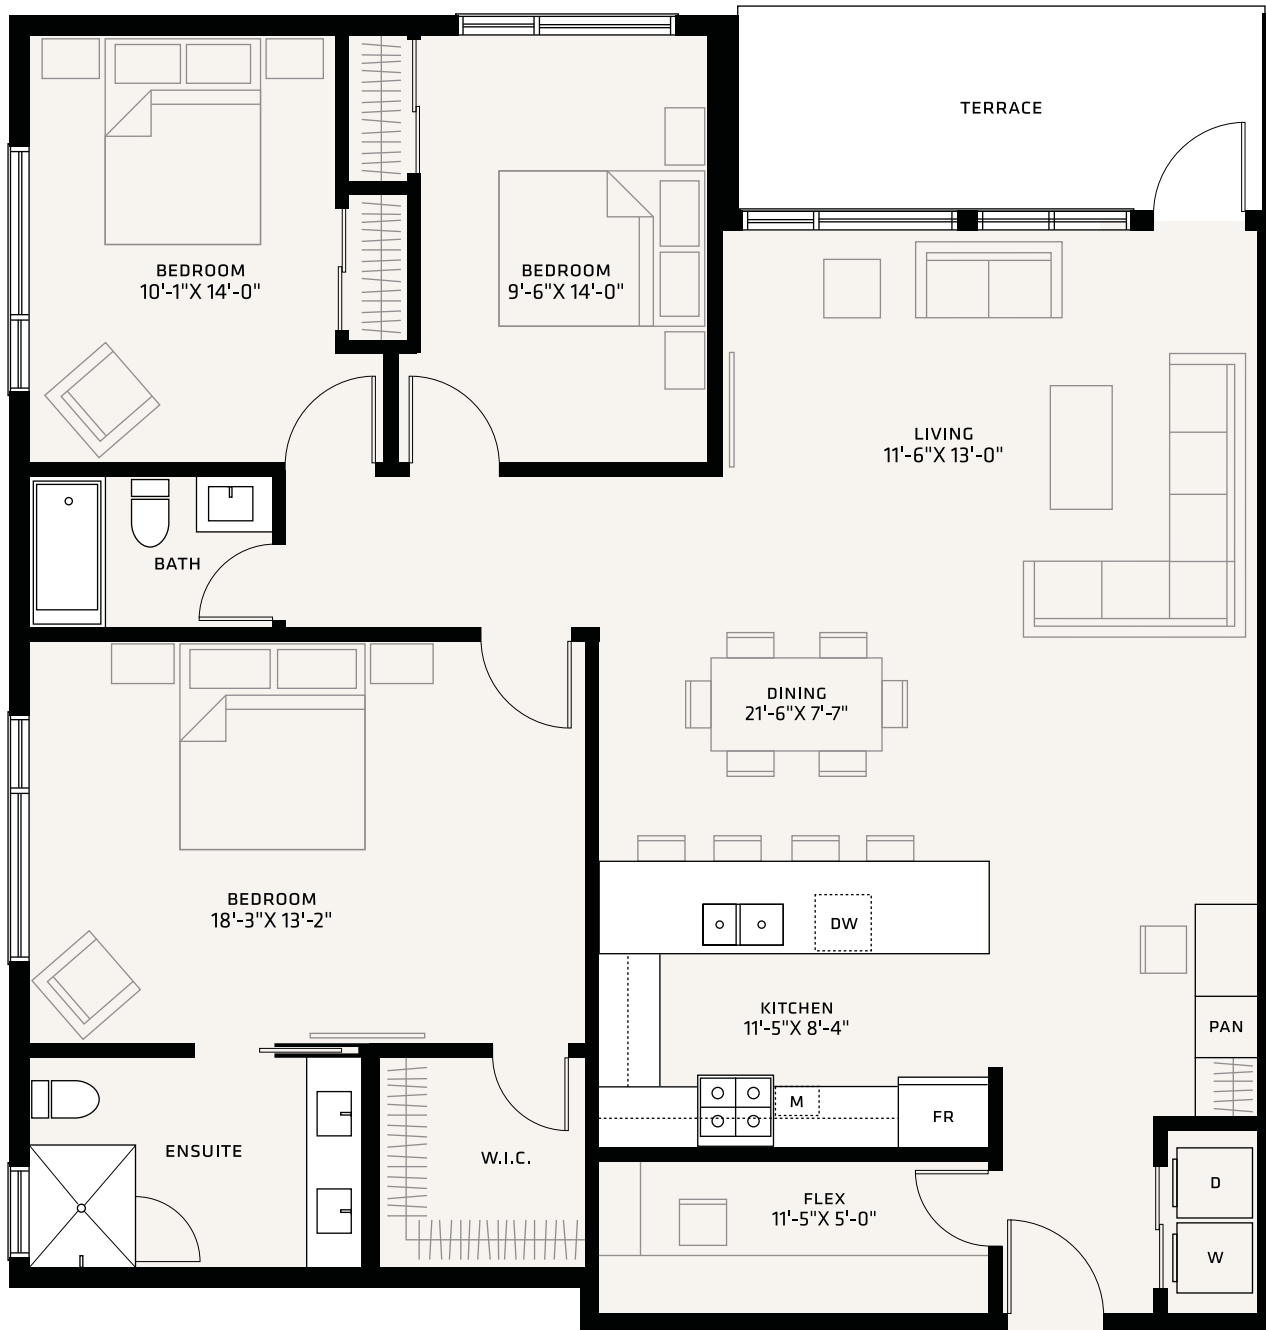 TERRACE
BEDROOM
10'-1"X 14'-0"
BEDROOM
9'-6"X 14'-0"
LIVING
11'-6"X 13'-0"
BATH
DINING
21'-6"X 7'-7"
BEDROOM
18'-3"X 13'-2"
DW
KITCHEN
11'-5"X 8'-4"
PAN
M
FR
ENSUITE
W.I.C.
FLEX
11'-5"X 5'-0"
D
W